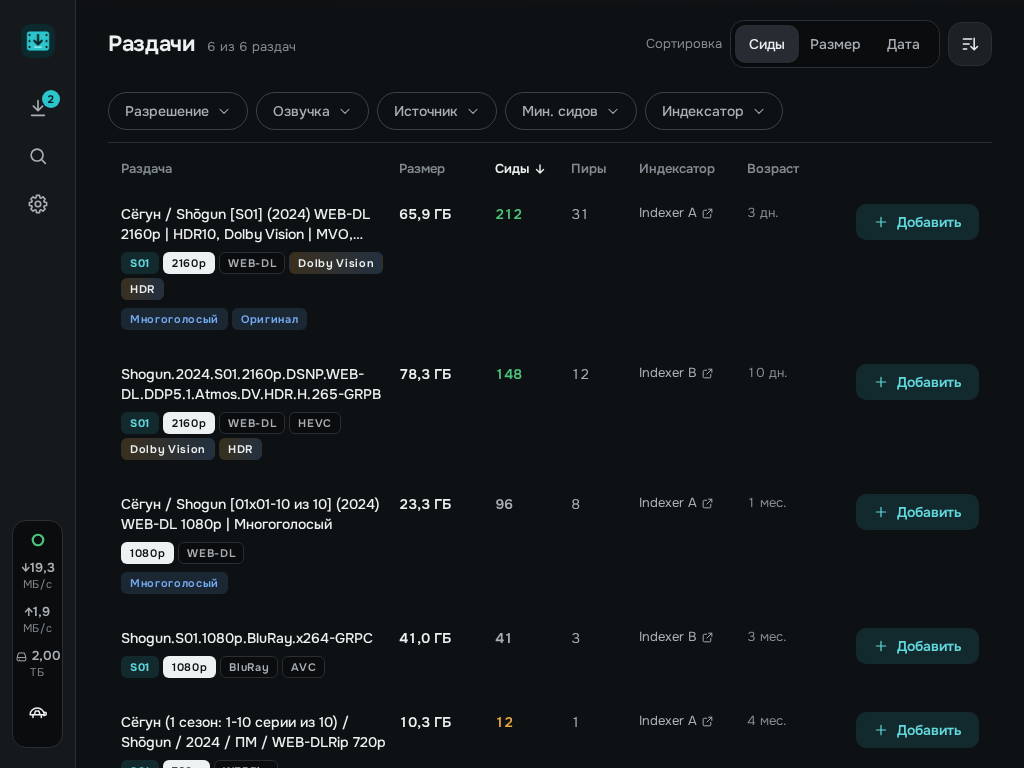 Раздачи
6 из 6 раздач
Сортировка
Сиды
Размер
Дата
2
Разрешение
Озвучка
Источник
Мин. сидов
Индексатор
Раздача
Размер
Сиды
Пиры
Индексатор
Возраст
Сёгун / Shōgun [S01] (2024) WEB-DL
2160p | HDR10, Dolby Vision | MVO,…
65,9 ГБ
212
31
Indexer A
3 дн.
Добавить
S01
2160p
WEB-DL
Dolby Vision
HDR
Многоголосый
Оригинал
Shogun.2024.S01.2160p.DSNP.WEB-
DL.DDP5.1.Atmos.DV.HDR.H.265-GRPB
78,3 ГБ
148
12
Indexer B
10 дн.
Добавить
S01
2160p
WEB-DL
HEVC
Dolby Vision
HDR
Сёгун / Shogun [01x01-10 из 10] (2024)
WEB-DL 1080p | Многоголосый
23,3 ГБ
96
8
Indexer A
1 мес.
Добавить
1080p
WEB-DL
Многоголосый
Shogun.S01.1080p.BluRay.x264-GRPC
41,0 ГБ
41
3
Indexer B
3 мес.
Добавить
S01
1080p
BluRay
AVC
Сёгун (1 сезон: 1-10 серии из 10) /
Shōgun / 2024 / ПМ / WEB-DLRip 720p
10,3 ГБ
12
1
Indexer A
4 мес.
Добавить
↓19,3
МБ/с
↑1,9
МБ/с
2,00
ТБ